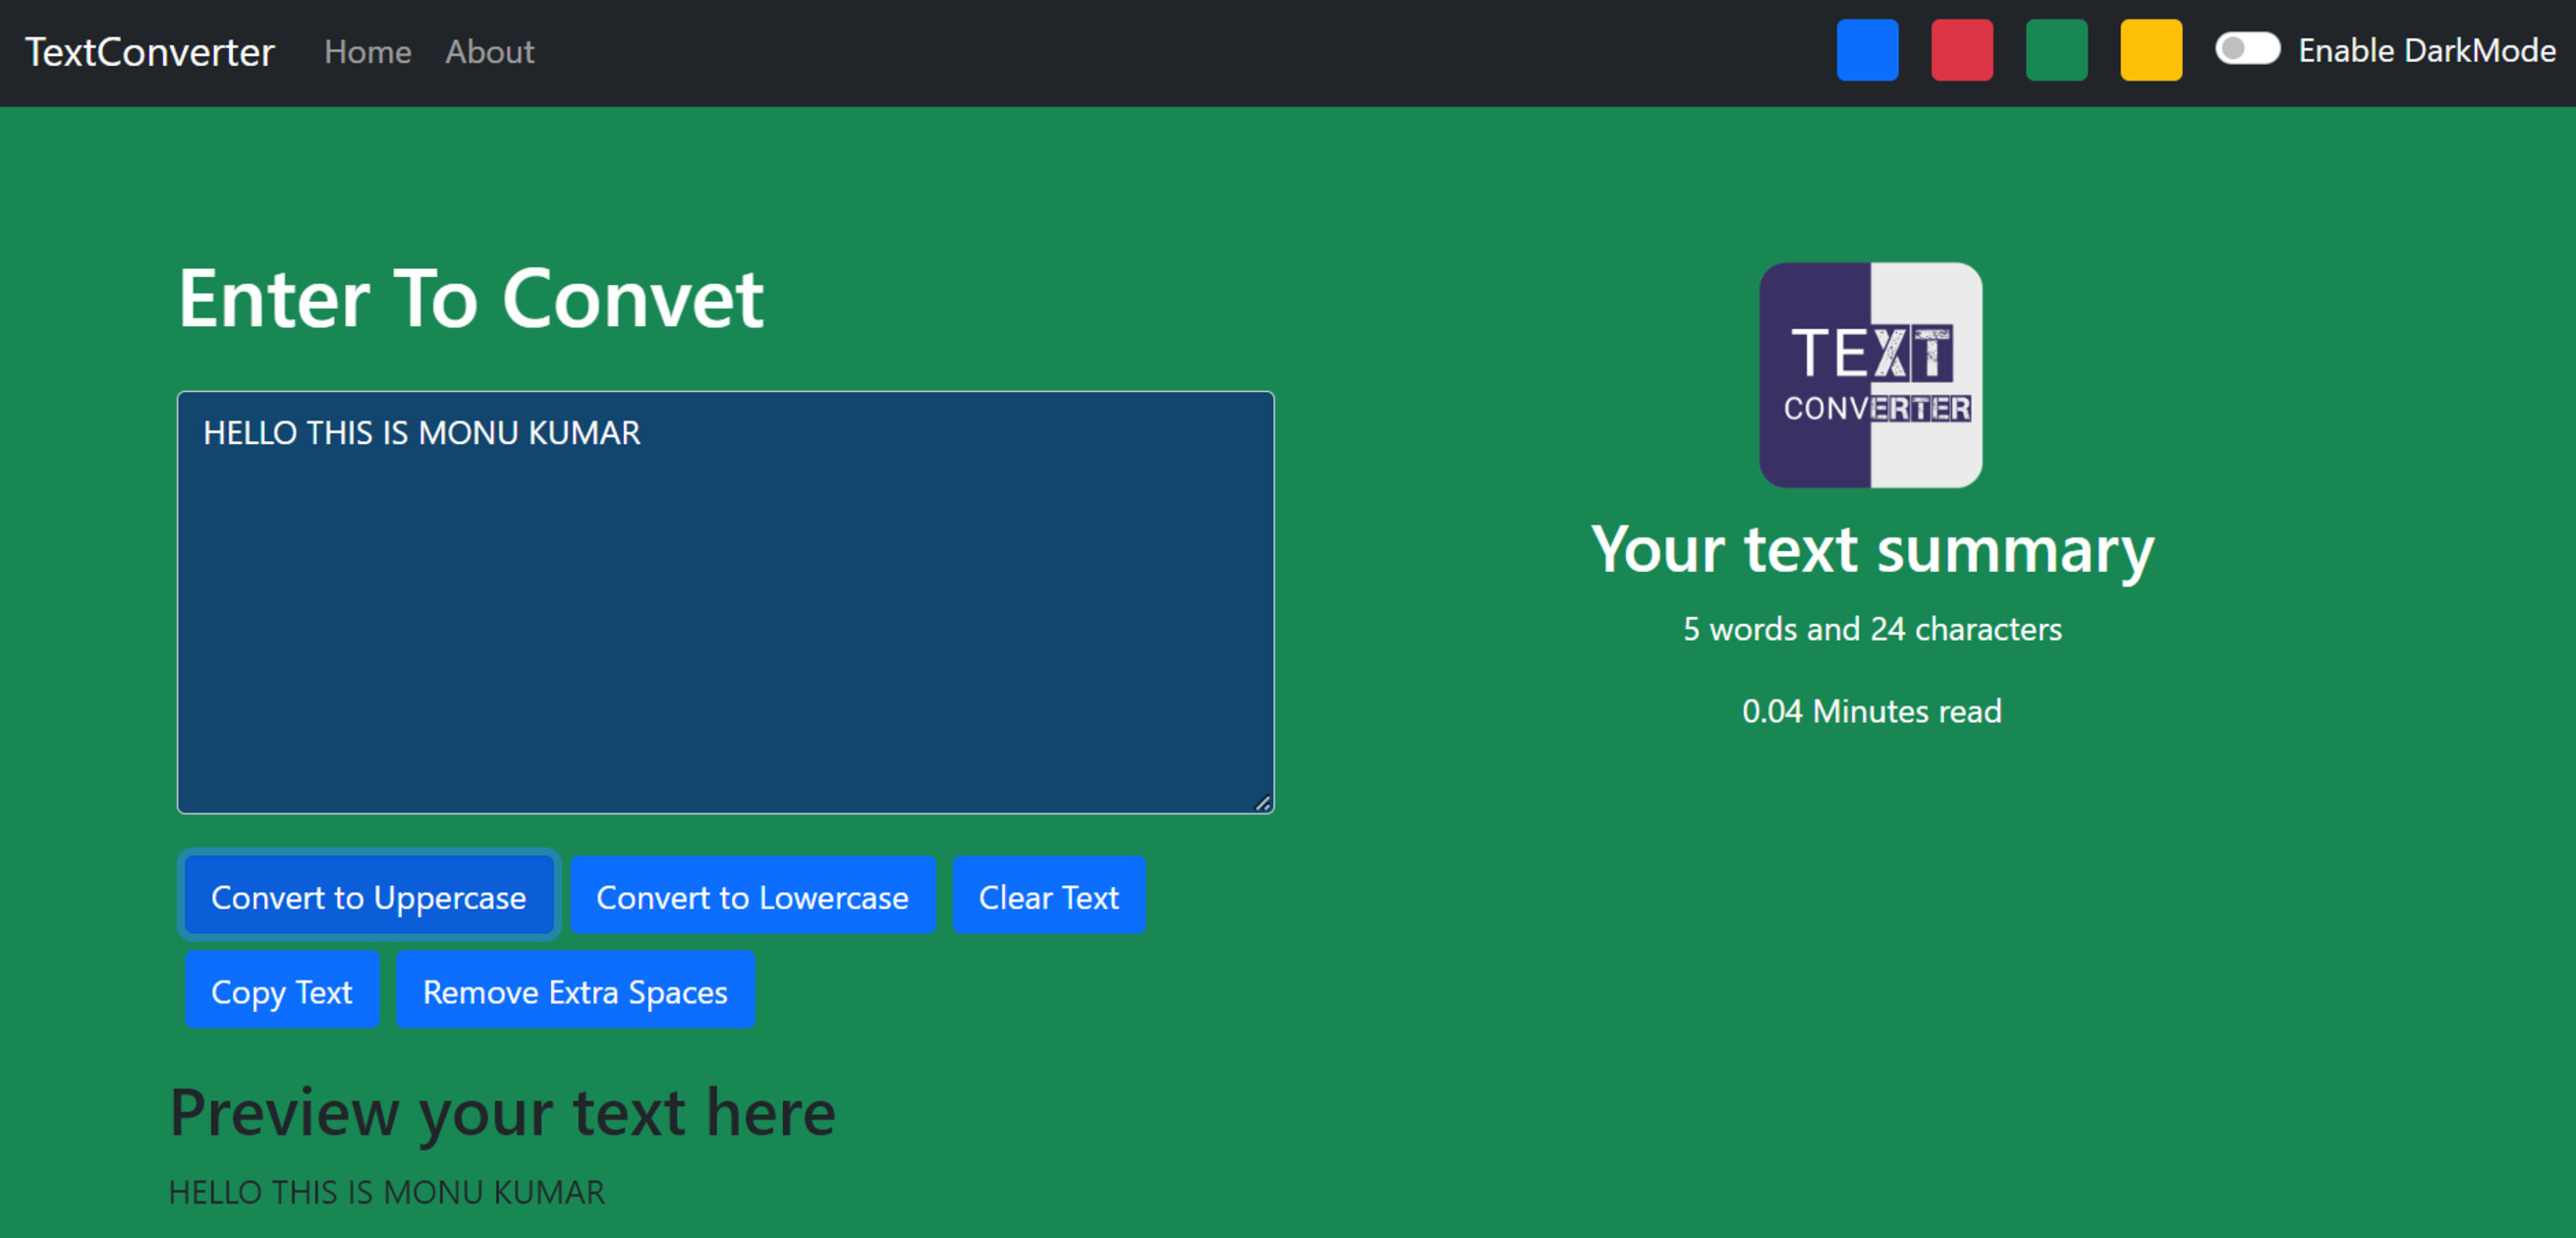 TextConverter Home About Enable DarkMode
Enter To Convet
HELLO THIS IS MONU KUMAR
Convert to Uppercase Convert to Lowercase Clear Text
Copy Text Remove Extra Spaces
Preview your text here
HELLO THIS IS MONU KUMAR
TEXT
CONVERTER
Your text summary
5 words and 24 characters
0.04 Minutes read